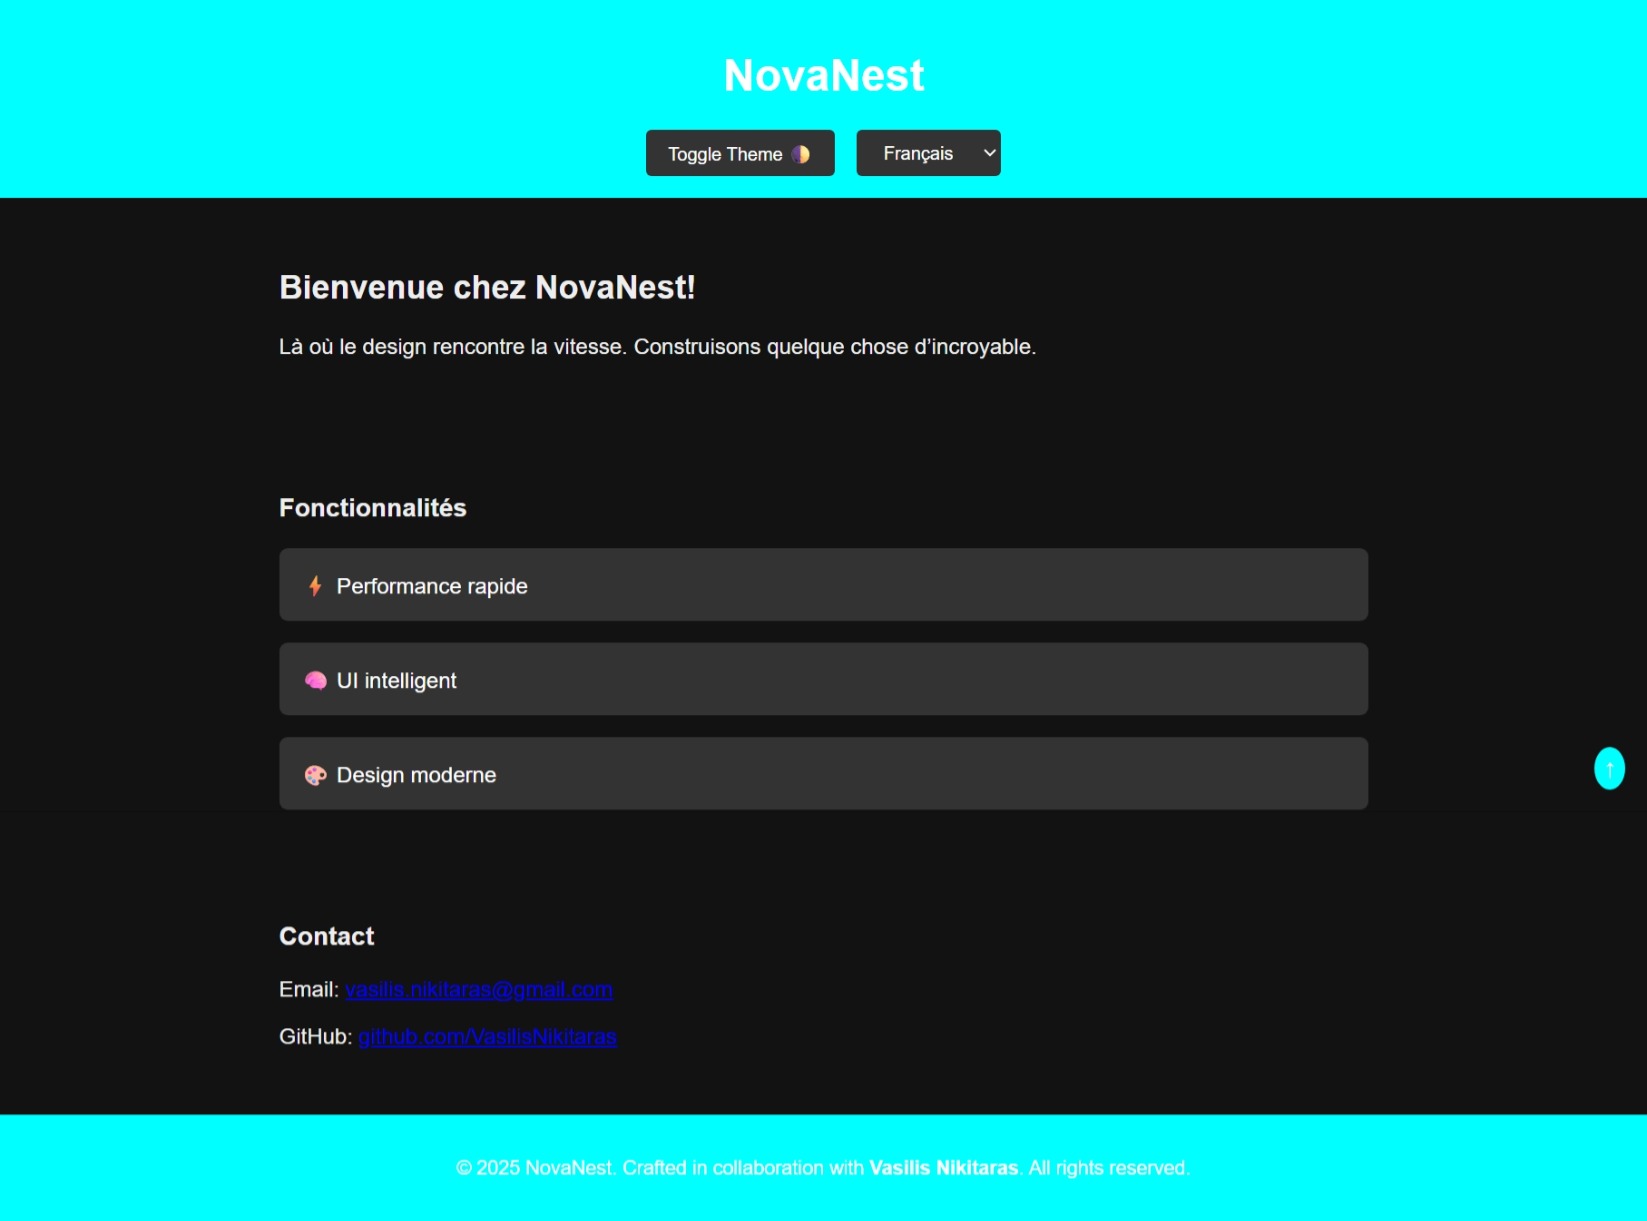 NovaNest
Toggle Theme 🌗 Français
Bienvenue chez NovaNest!
Là où le design rencontre la vitesse. Construisons quelque chose d’incroyable.
Fonctionnalités
⚡ Performance rapide
🧠 UI intelligent
🎨 Design moderne
↑
Contact
Email: vasilis.nikitaras@gmail.com
GitHub: github.com/VasilisNikitaras
© 2025 NovaNest. Crafted in collaboration with Vasilis Nikitaras. All rights reserved.